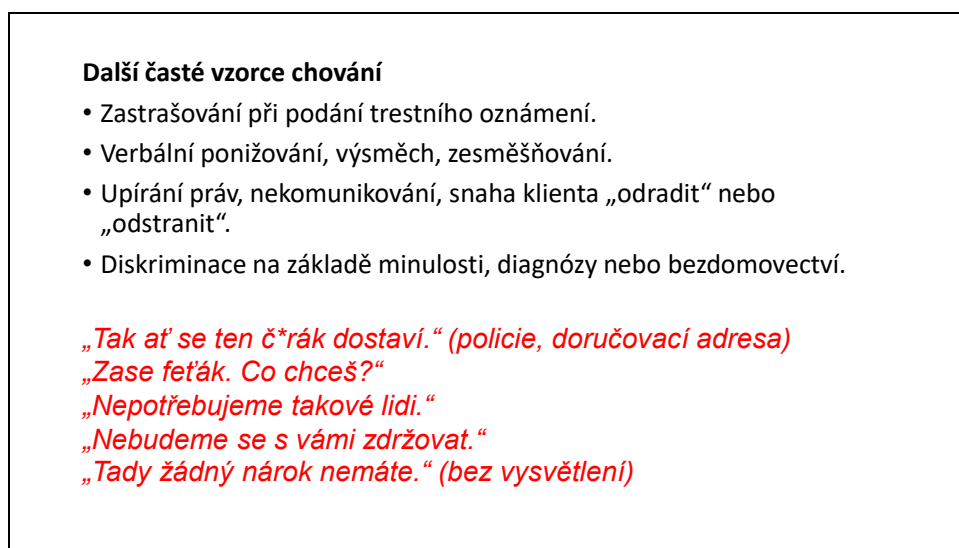 Další časté vzorce chování
• Zastrašování při podání trestního oznámení.
• Verbální ponižování, výsměch, zesměšňování.
• Upírání práv, nekomunikování, snaha klienta „odradit“ nebo
„odstranit“.
• Diskriminace na základě minulosti, diagnózy nebo bezdomovectví.
„Tak ať se ten č*rák dostaví.“ (policie, doručovací adresa)
„Zase feťák. Co chceš?“
„Nepotřebujeme takové lidi.“
„Nebudeme se s vámi zdržovat.“
„Tady žádný nárok nemáte.“ (bez vysvětlení)